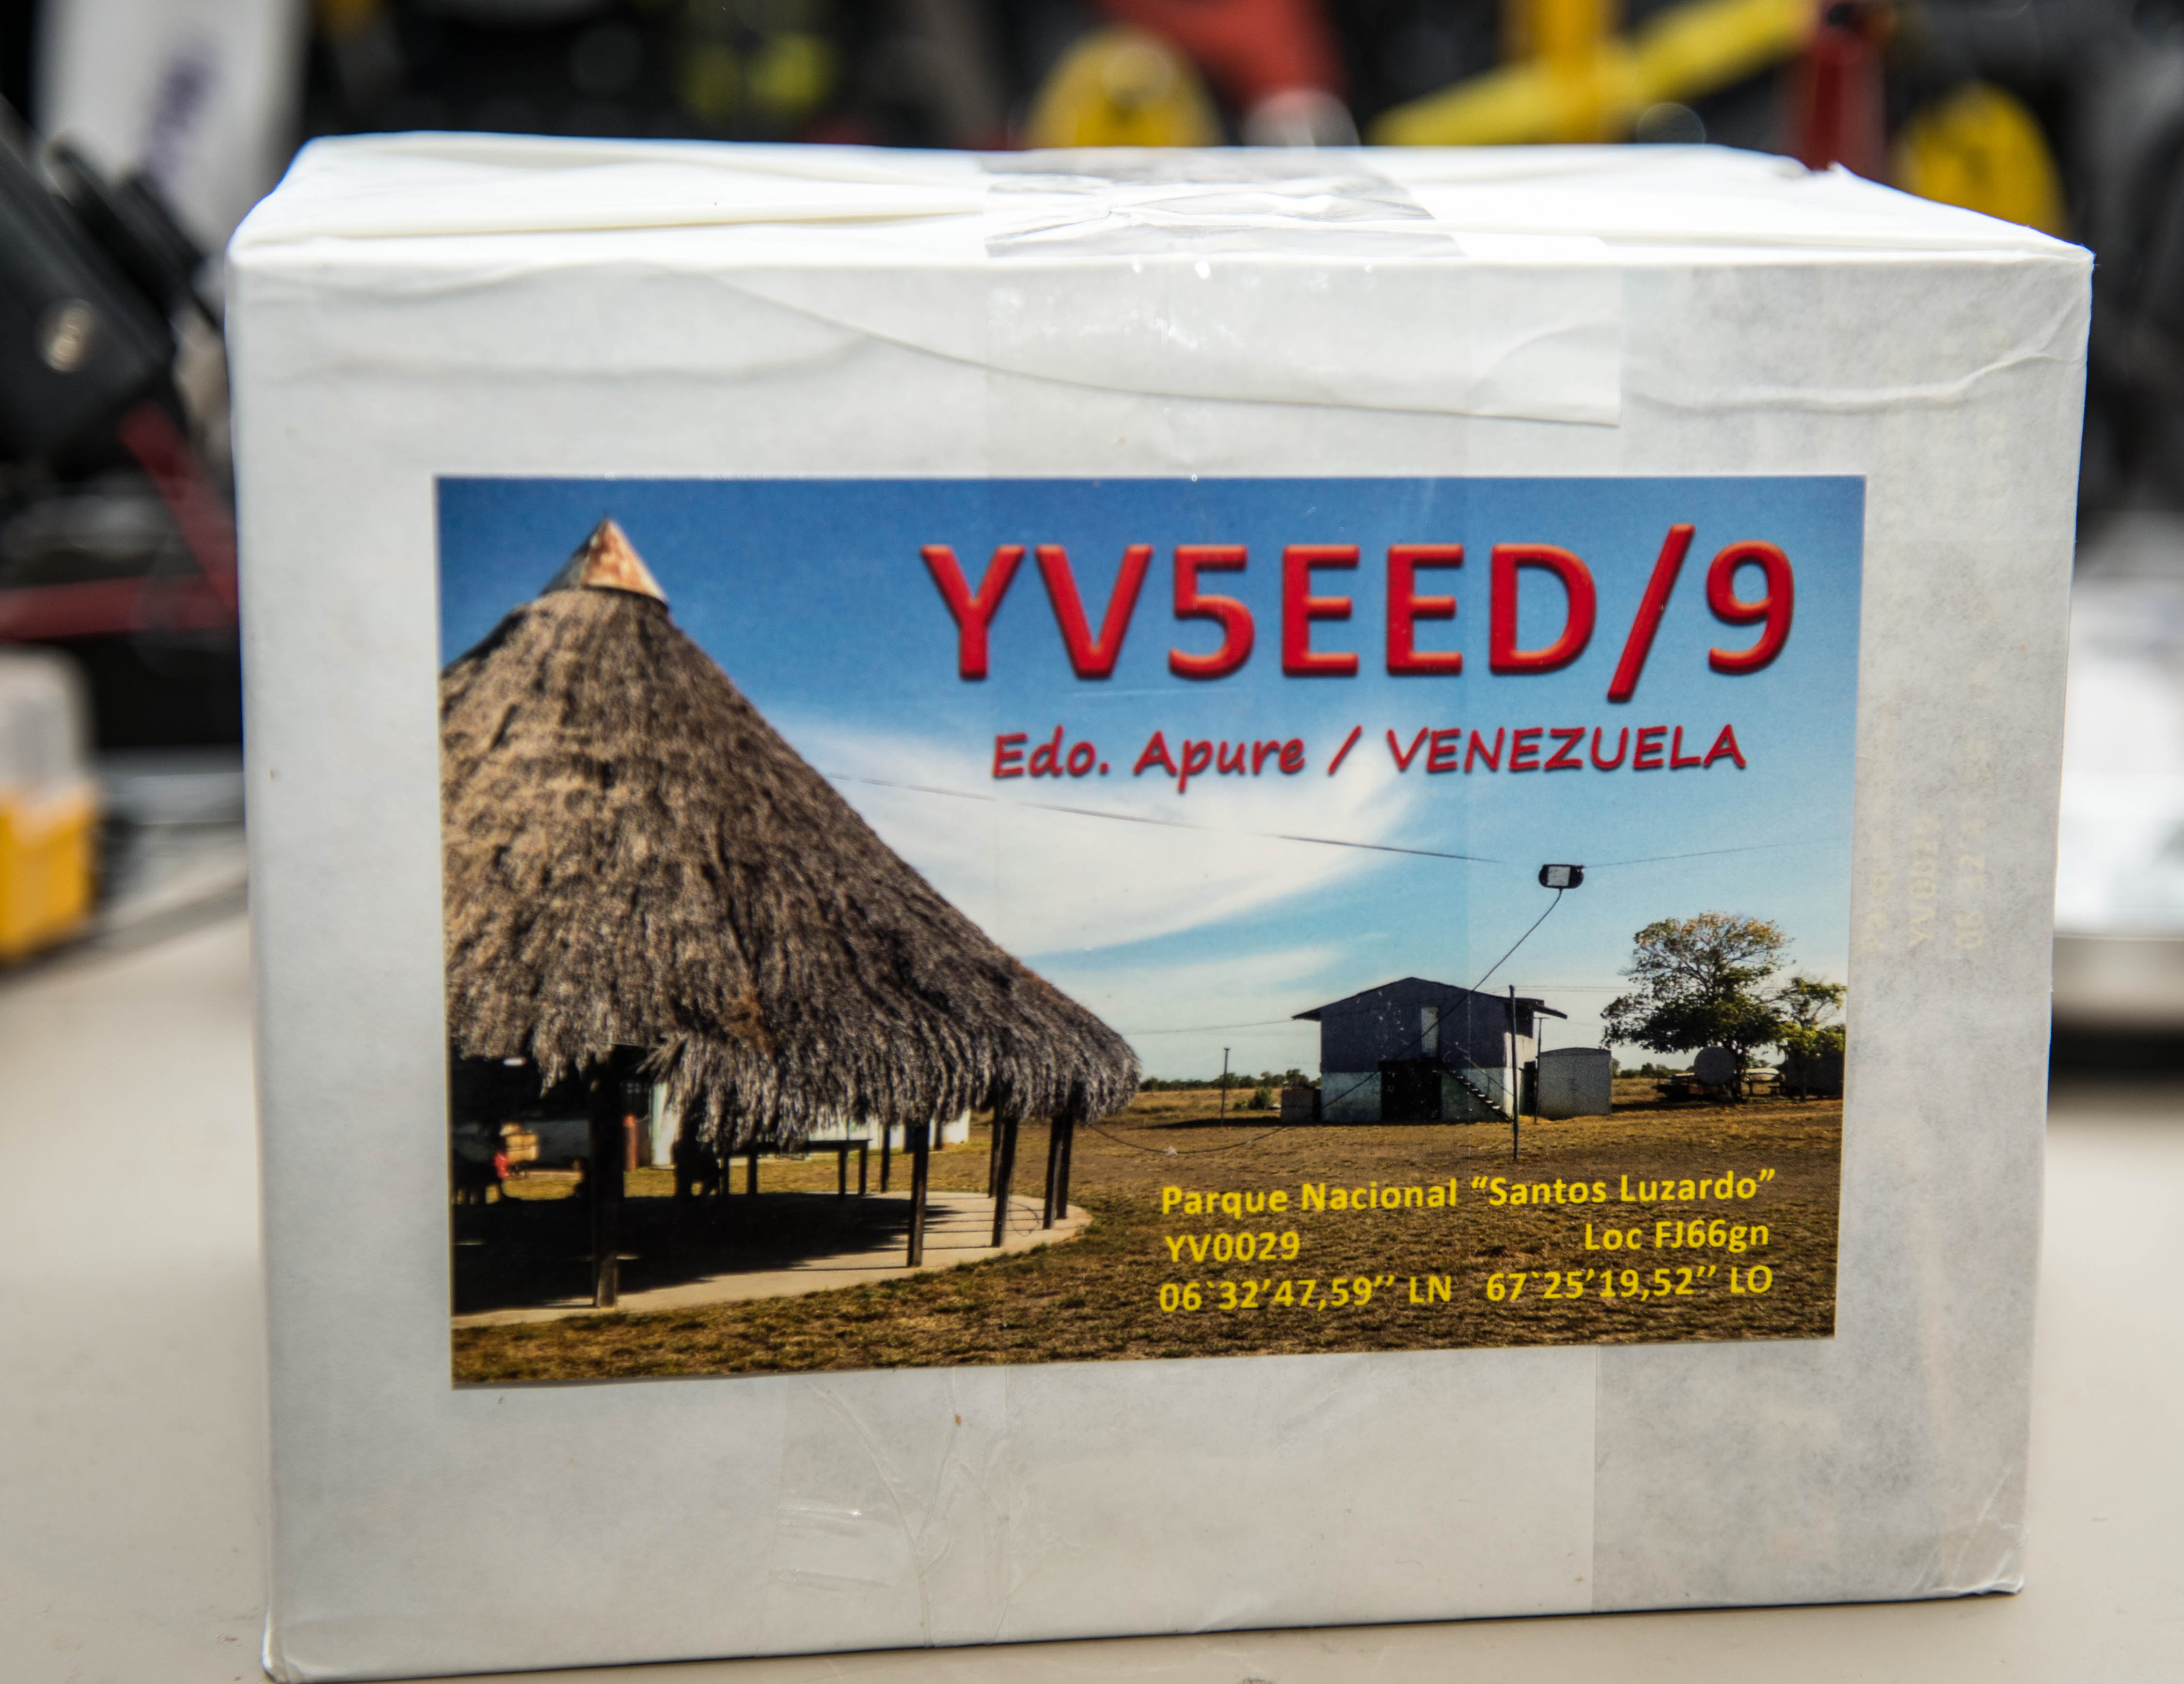 YV5EED/9
Edo. Apure / VENEZUELA
Parque Nacional “Santos Luzardo”
YV0029 Loc FJ66gn
06`32’47,59’’ LN 67`25’19,52’’ LO